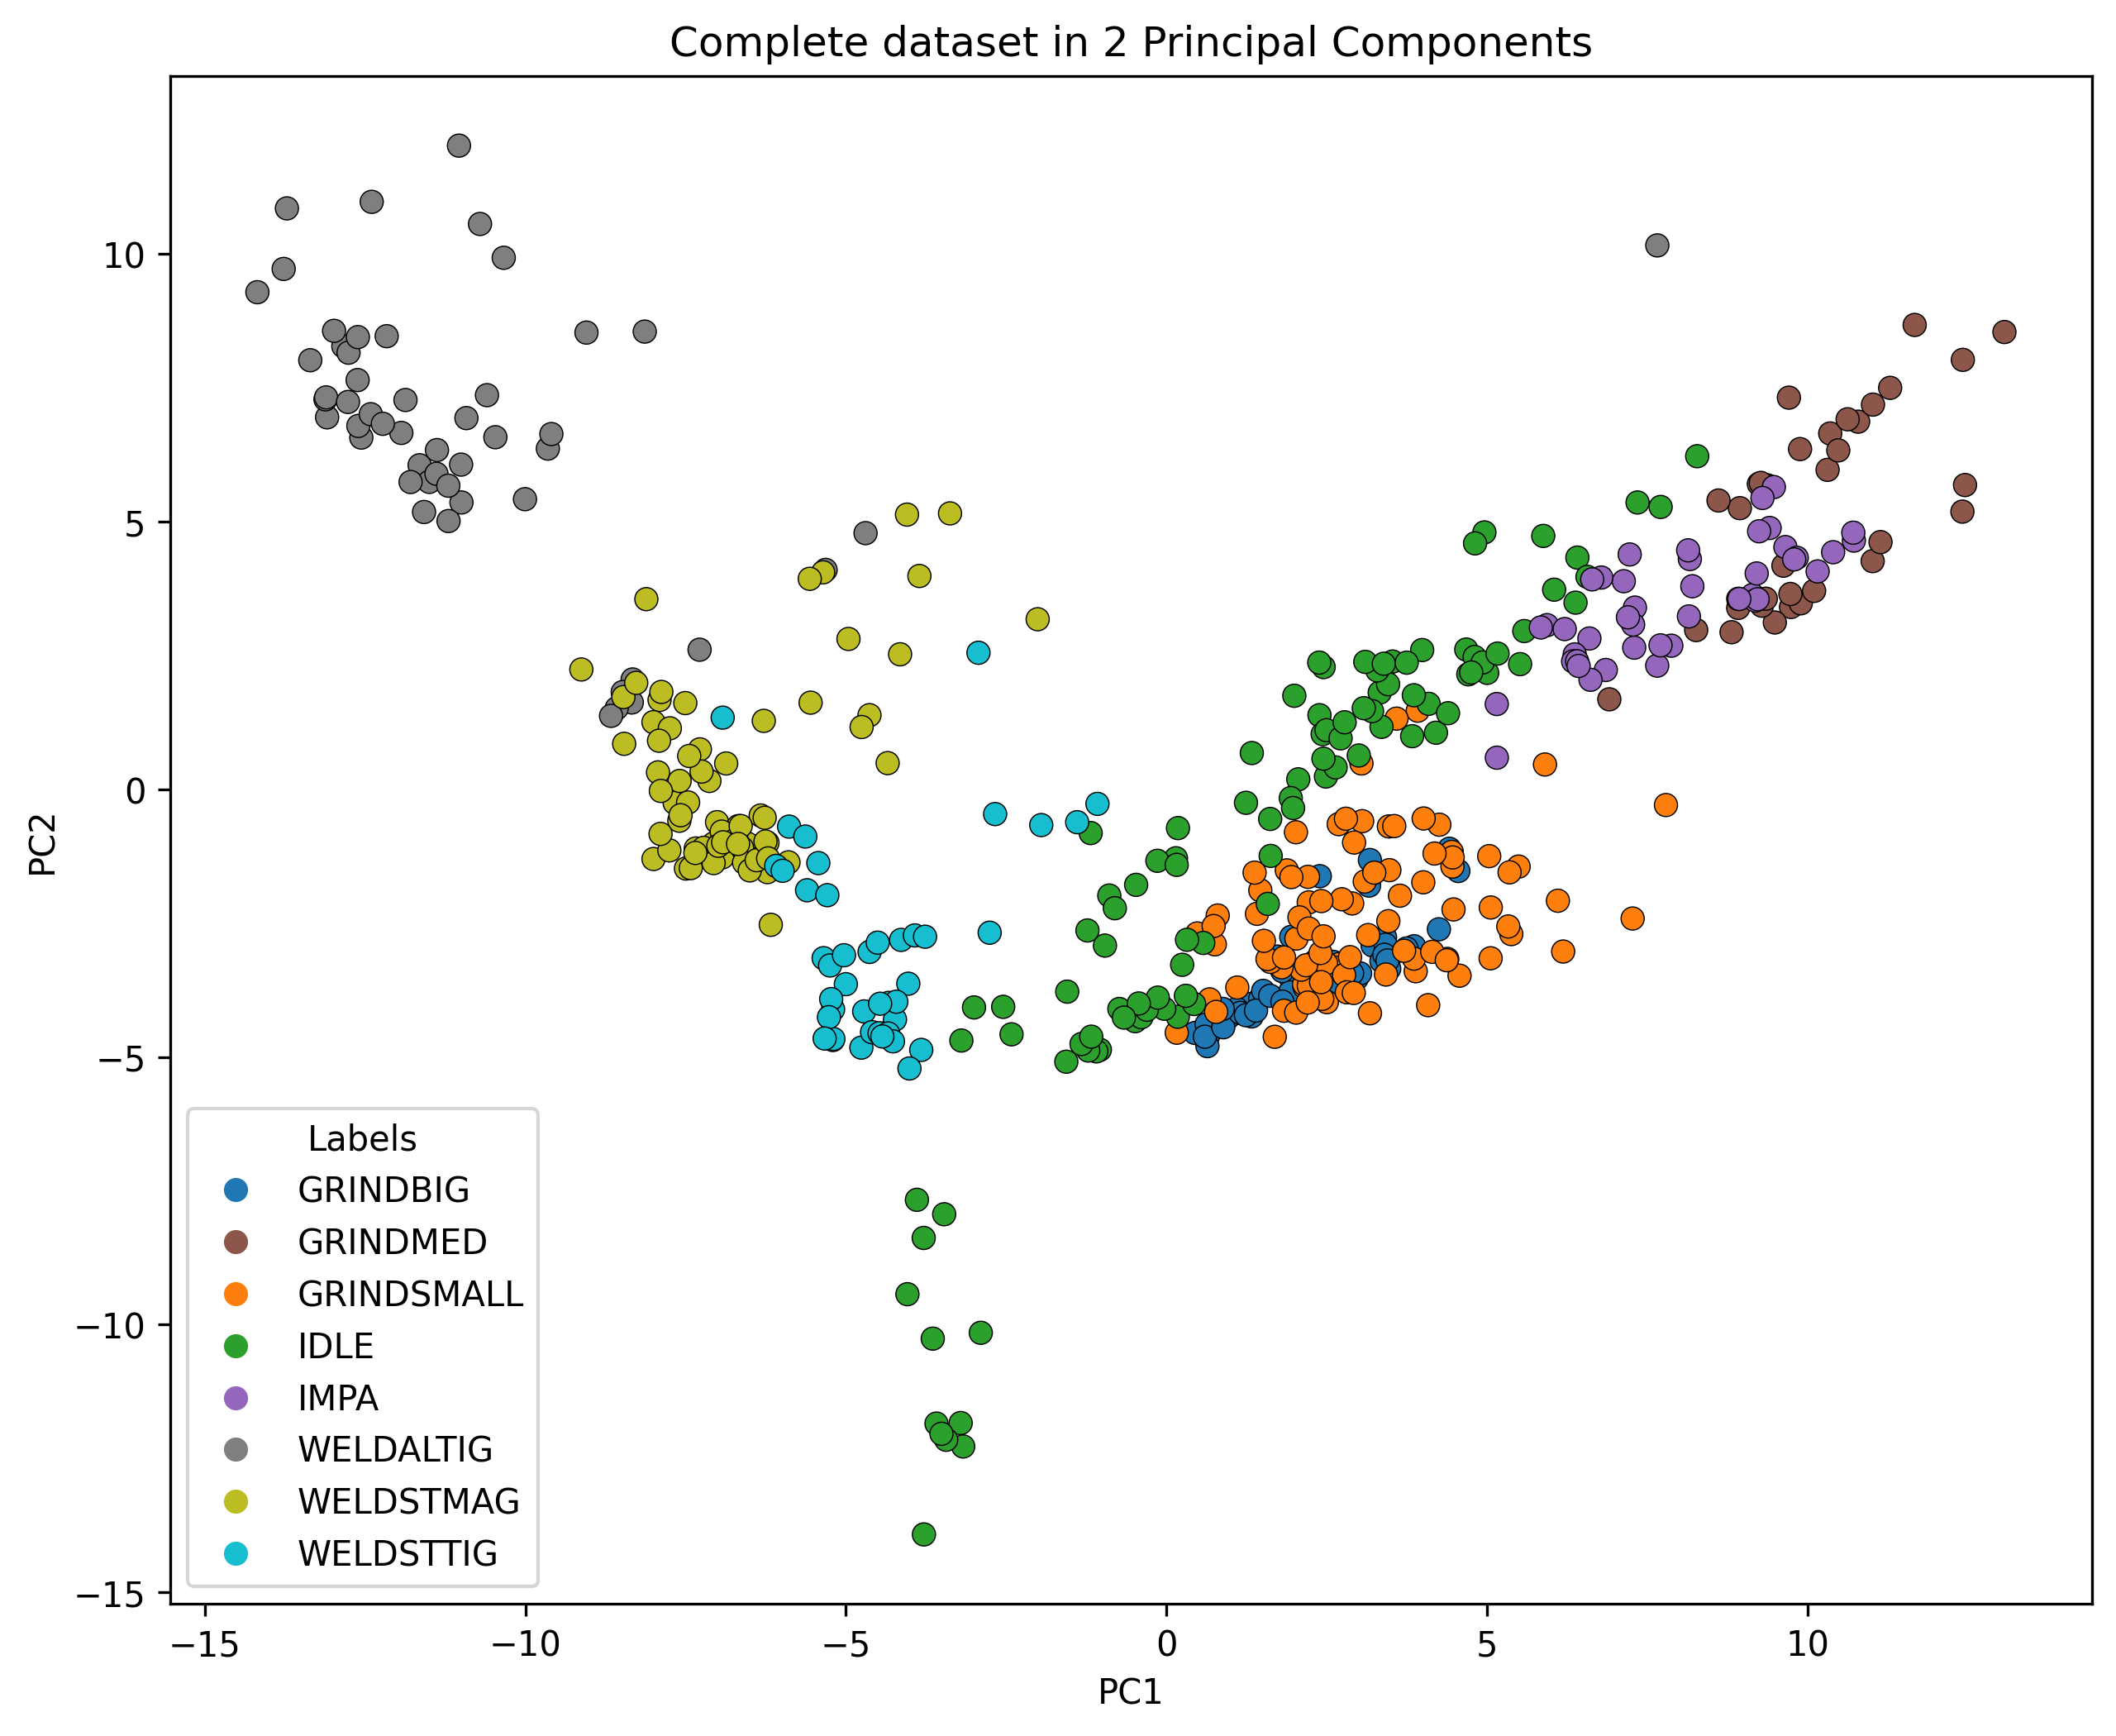 Complete dataset in 2 Principal Components
10
5
0
−5
−10
−15
PC2
Labels
GRINDBIG
GRINDMED
GRINDSMALL
IDLE
IMPA
WELDALTIG
WELDSTMAG
WELDSTTIG
−15 −10 −5 0 5 10
PC1